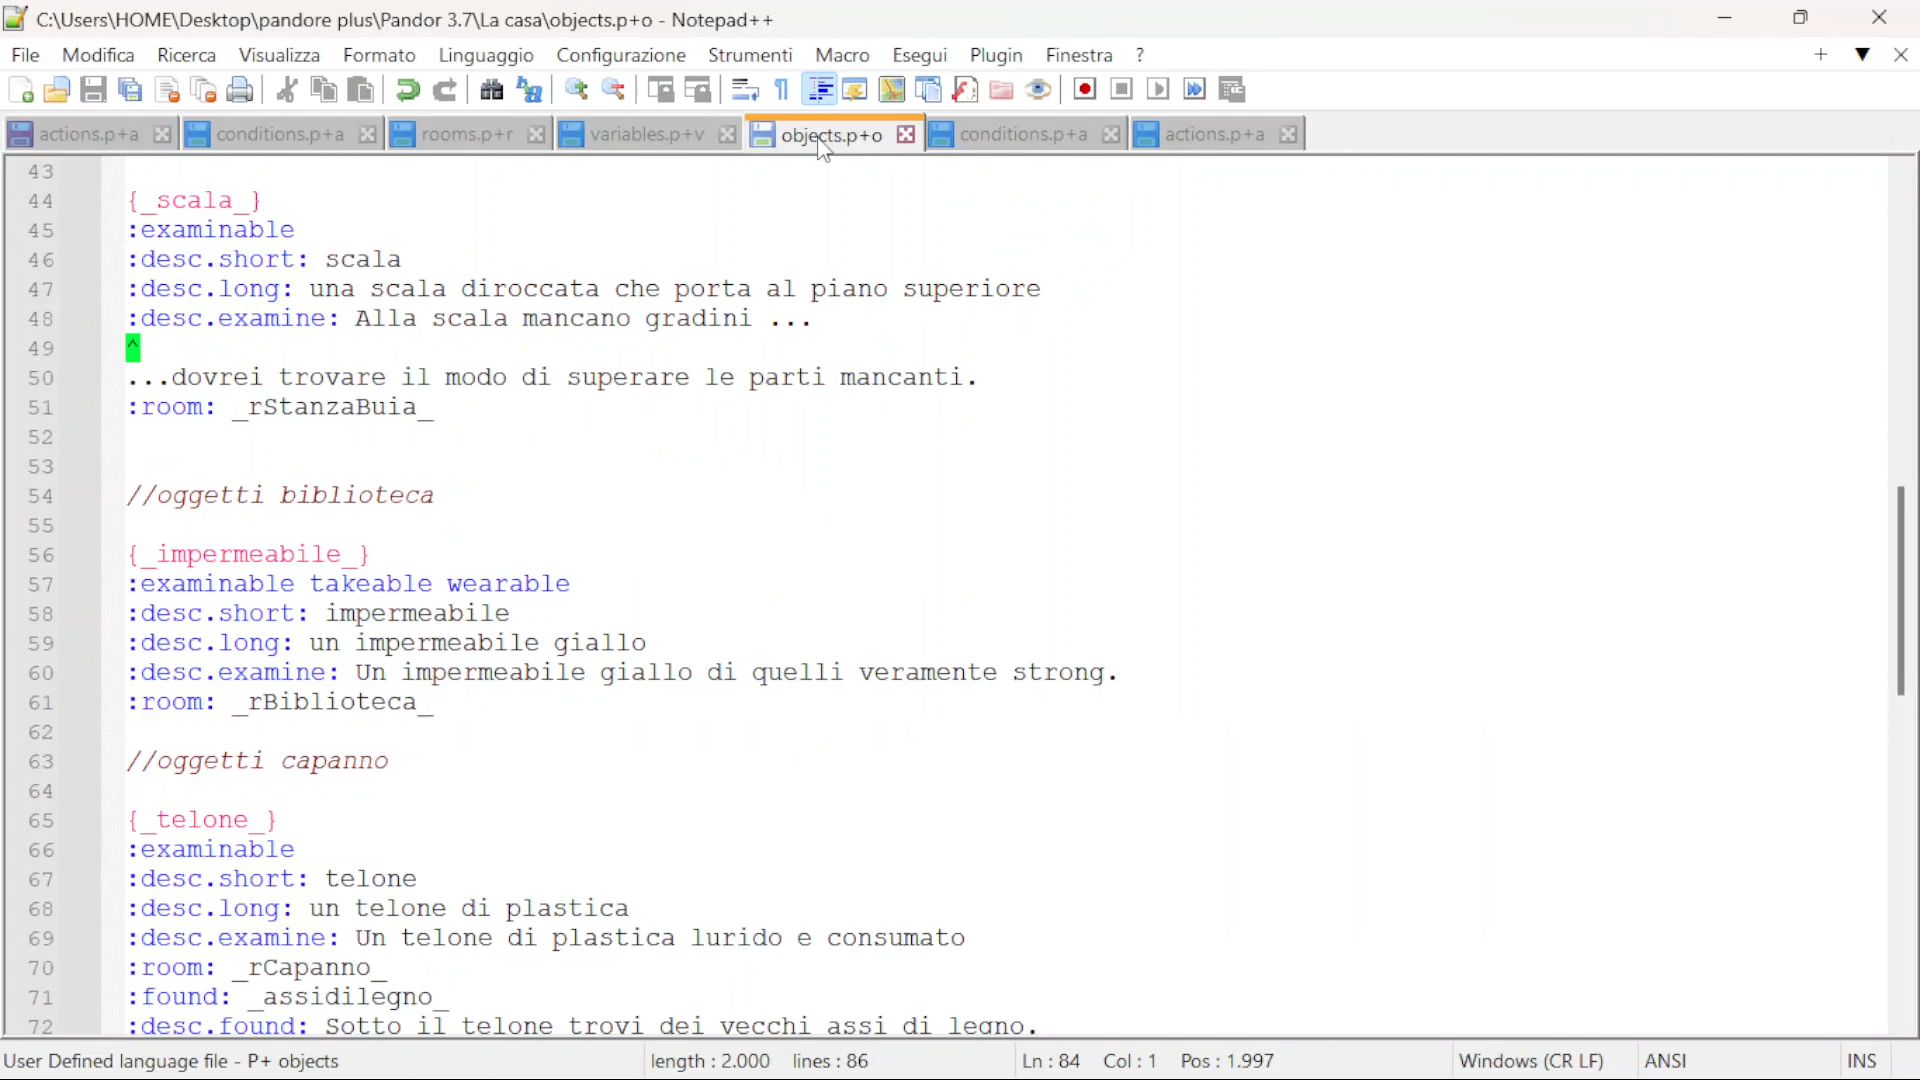 C:\Users\HOME\Desktop\pandore plus\Pandor 3.7\La casa\objects.p+o - Notepad++
File Modifica Ricerca Visualizza Formato Linguaggio Configurazione Strumenti Macro Esegui Plugin Finestra ?
actions.p+a conditions.p+a rooms.p+r variables.p+v objects.p+o conditions.p+a actions.p+a
43
44 {_scala_}
45 :examinable
46 :desc.short: scala
47 :desc.long: una scala diroccata che porta al piano superiore
48 :desc.examine: Alla scala mancano gradini ...
49 ^
50 ...dovrei trovare il modo di superare le parti mancanti.
51 :room: _rStanzaBuia_
52
53
54 //oggetti biblioteca
55
56 {_impermeabile_}
57 :examinable takeable wearable
58 :desc.short: impermeabile
59 :desc.long: un impermeabile giallo
60 :desc.examine: Un impermeabile giallo di quelli veramente strong.
61 :room: _rBiblioteca_
62
63 //oggetti capanno
64
65 {_telone_}
66 :examinable
67 :desc.short: telone
68 :desc.long: un telone di plastica
69 :desc.examine: Un telone di plastica lurido e consumato
70 :room: _rCapanno_
71 :found: _assidilegno_
72 :desc.found: Sotto il telone trovi dei vecchi assi di legno.
User Defined language file - P+ objects length : 2.000 lines : 86 Ln : 84 Col : 1 Pos : 1.997 Windows (CR LF) ANSI INS